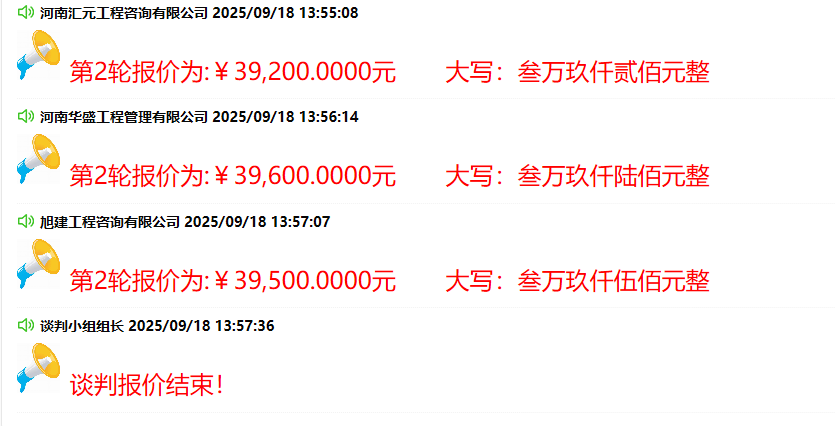 河南汇元工程咨询有限公司 2025/09/18 13:55:08
第2轮报价为:￥39,200.0000元 大写：叁万玖仟贰佰元整
河南华盛工程管理有限公司 2025/09/18 13:56:14
第2轮报价为:￥39,600.0000元 大写：叁万玖仟陆佰元整
旭建工程咨询有限公司 2025/09/18 13:57:07
第2轮报价为:￥39,500.0000元 大写：叁万玖仟伍佰元整
谈判小组组长 2025/09/18 13:57:36
谈判报价结束！